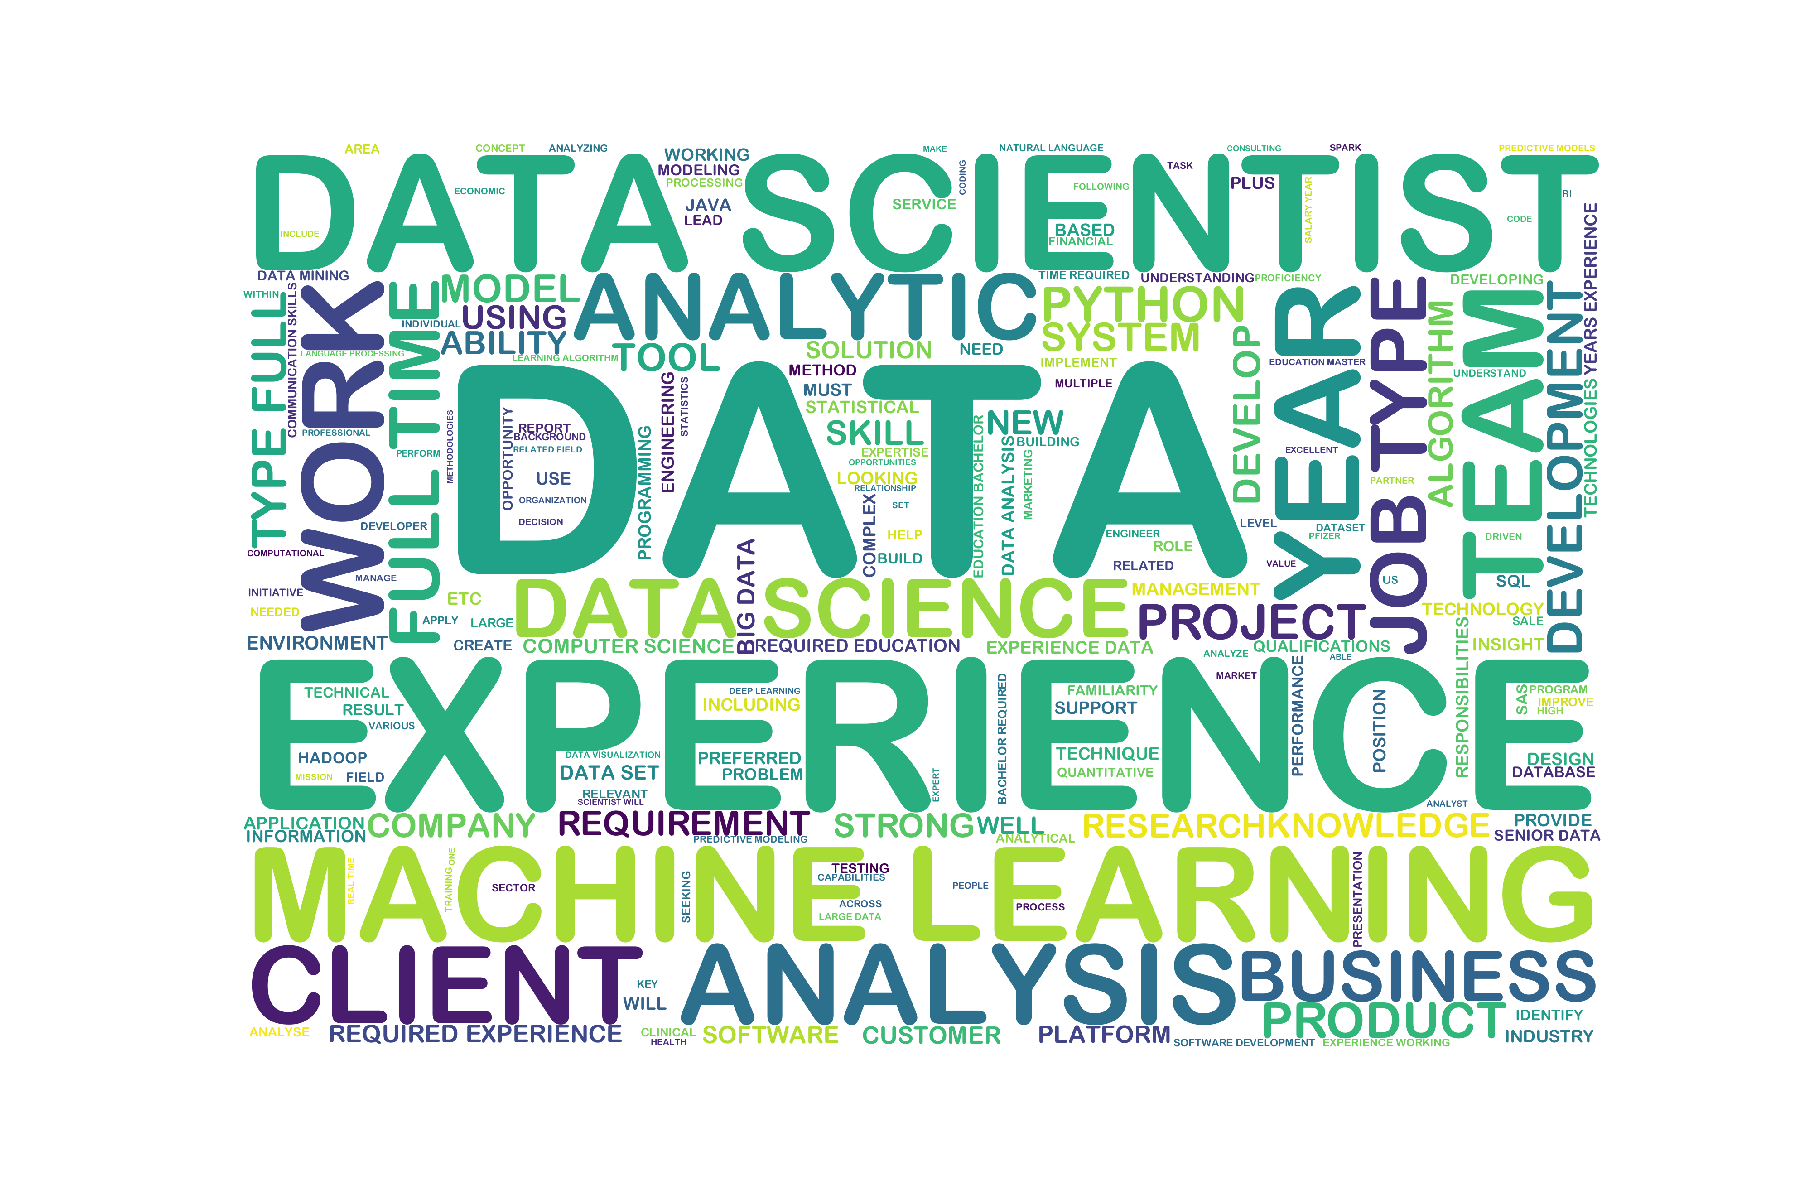 AREA
CONCEPT
ANALYZING
WORKING
MAKE
NATURAL LANGUAGE
CONSULTING
SPARK
PREDICTIVE MODELS
DATA SCIENTIST
MODELING
PROCESSING
ECONOMIC
JAVA
LEAD
SERVICE
CODING
FOLLOWING
TASK
PLUS
SALARY YEAR
BI
CODE
BASED
FINANCIAL
INCLUDE
DATA MINING
WITHIN
COMMUNICATION SKILLS
TYPE FULL
WORK
FULL TIME
MODEL
USING
ABILITY
INDIVIDUAL
LANGUAGE PROCESSING
LEARNING ALGORITHM
ANALYTIC
TOOL
TIME REQUIRED
UNDERSTANDING
PROFICIENCY
PYTHON
SYSTEM
SOLUTION
NEED
IMPLEMENT
METHOD
MUST
MULTIPLE
DEVELOP
YEAR
JOB TYPE
DEVELOPING
ALGORITHM
TEAM
DEVELOPMENT
YEARS EXPERIENCE
TECHNOLOGIES
EDUCATION MASTER
UNDERSTAND
DATA
STATISTICAL
SKILL
NEW
EXPERTISE
OPPORTUNITIES
LOOKING
RELATIONSHIP
SET
BUILDING
EXCELLENT
PARTNER
PROFESSIONAL
PERFORM
METHODOLOGIES
OPPORTUNITY
REPORT
BACKGROUND
RELATED FIELD
USE
ORGANIZATION
DECISION
PROGRAMMING
ENGINEERING
STATISTICS
COMPLEX
HELP
BUILD
EDUCATION BACHELOR
DATA ANALYSIS
MARKETING
ENGINEER
ROLE
RELATED
LEVEL
DATASET
PFIZER
VALUE
US
DRIVEN
SQL
DEVELOPER
COMPUTATIONAL
MANAGE
INITIATIVE
NEEDED
ETC
APPLY
LARGE
DATA SCIENCE
BIG DATA
MANAGEMENT
PROJECT
TECHNOLOGY
SALE
ENVIRONMENT
CREATE
COMPUTER SCIENCE
REQUIRED EDUCATION
EXPERIENCE DATA
ANALYZE
QUALIFICATIONS
ABLE
RESPONSIBILITIES
INSIGHT
EXPERIENCE
TECHNICAL
RESULT
VARIOUS
HADOOP
MISSION
FIELD
DATA VISUALIZATION
DATA SET
RELEVANT
SCIENTIST WILL
DEEP LEARNING
INCLUDING
PREFERRED
PROBLEM
EXPERT
BACHELOR REQUIRED
FAMILIARITY
SUPPORT
TECHNIQUE
QUANTITATIVE
MARKET
PERFORMANCE
POSITION
SAS
PROGRAM
IMPROVE
HIGH
DESIGN
DATABASE
ANALYST
APPLICATION
INFORMATION
COMPANY
REQUIREMENT
PREDICTIVE MODELING
STRONG
WELL
ANALYTICAL
RESEARCH
KNOWLEDGE
PROVIDE
SENIOR DATA
MACHINE LEARNING
REAL TIME
TRAINING
ONE
SECTOR
SEEKING
TESTING
CAPABILITIES
ACROSS
LARGE DATA
PEOPLE
PROCESS
PRESENTATION
CLIENT
KEY
WILL
ANALYSIS
BUSINESS
PRODUCT
IDENTIFY
ANALYSE
REQUIRED EXPERIENCE
CLINICAL
HEALTH
SOFTWARE
CUSTOMER
PLATFORM
SOFTWARE DEVELOPMENT
EXPERIENCE WORKING
INDUSTRY